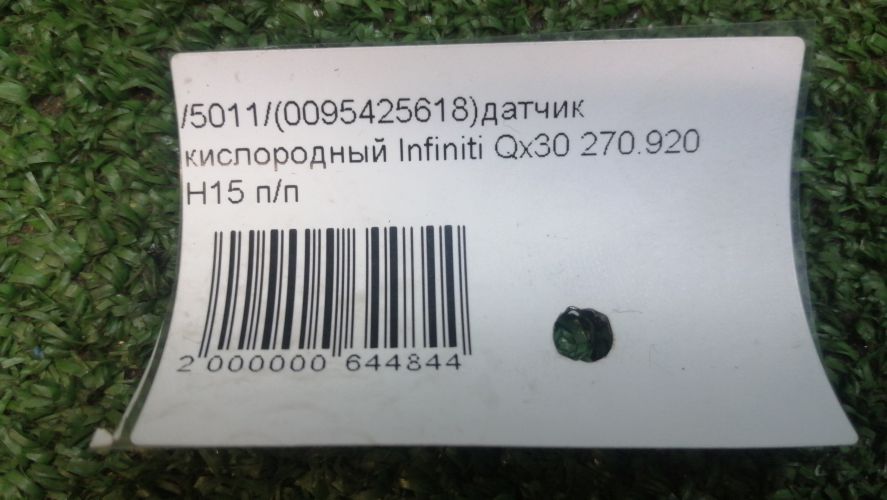 /5011/(0095425618)датчик
кислородный Infiniti Qx30 270.920
H15 п/п
2 000000 644844